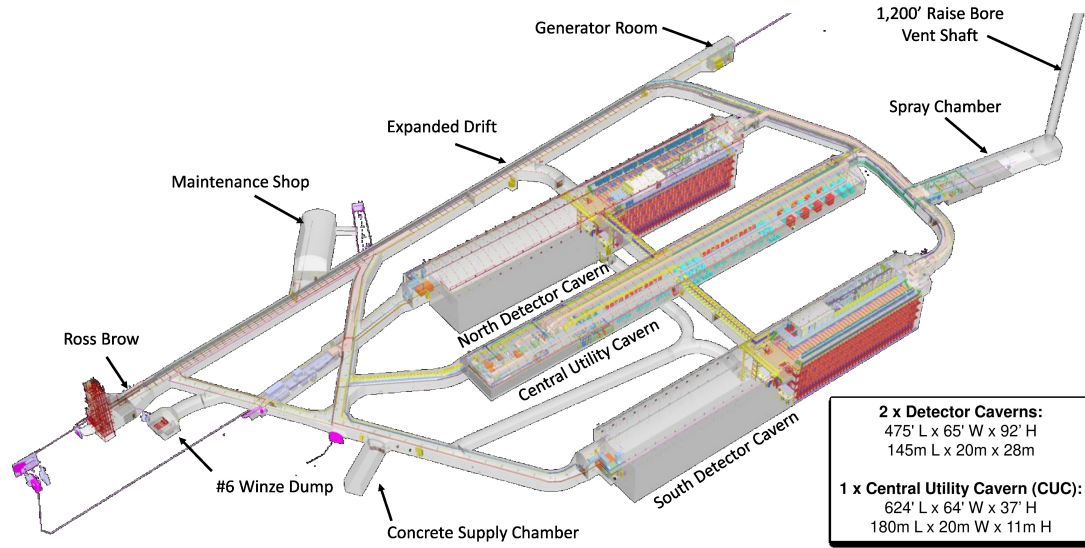 1,200’ Raise Bore
Vent Shaft
Generator Room
Spray Chamber
Expanded Drift
Maintenance Shop
North Detector Cavern
Ross Brow
Central Utility Cavern
South Detector Cavern
#6 Winze Dump
Concrete Supply Chamber
2 x Detector Caverns:
475' L x 65' W x 92’ H
145m L x 20m x 28m
1 x Central Utility Cavern (CUC):
624' L x 64' W x 37’ H
180m L x 20m W x 11m H